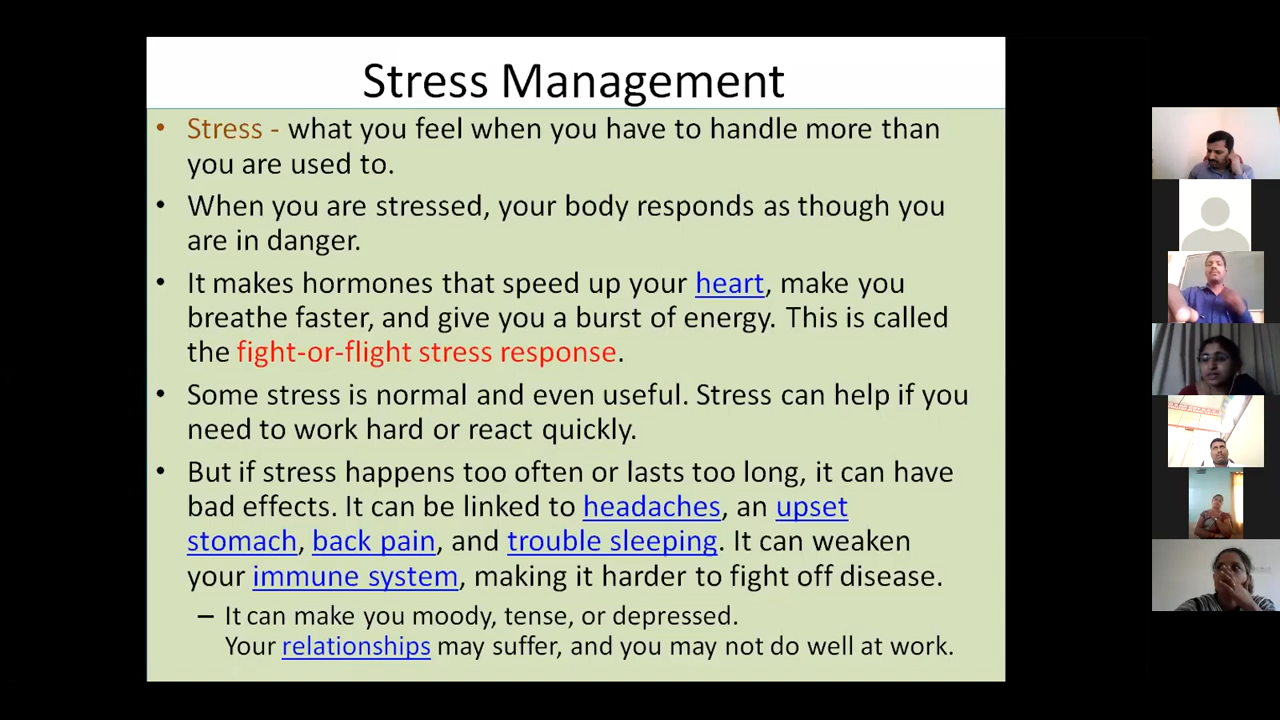 Stress Management
• Stress - what you feel when you have to handle more than
you are used to.
• When you are stressed, your body responds as though you
are in danger.
• It makes hormones that speed up your heart, make you
breathe faster, and give you a burst of energy. This is called
the fight-or-flight stress response.
• Some stress is normal and even useful. Stress can help if you
need to work hard or react quickly.
• But if stress happens too often or lasts too long, it can have
bad effects. It can be linked to headaches, an upset
stomach, back pain, and trouble sleeping. It can weaken
your immune system, making it harder to fight off disease.
– It can make you moody, tense, or depressed.
Your relationships may suffer, and you may not do well at work.